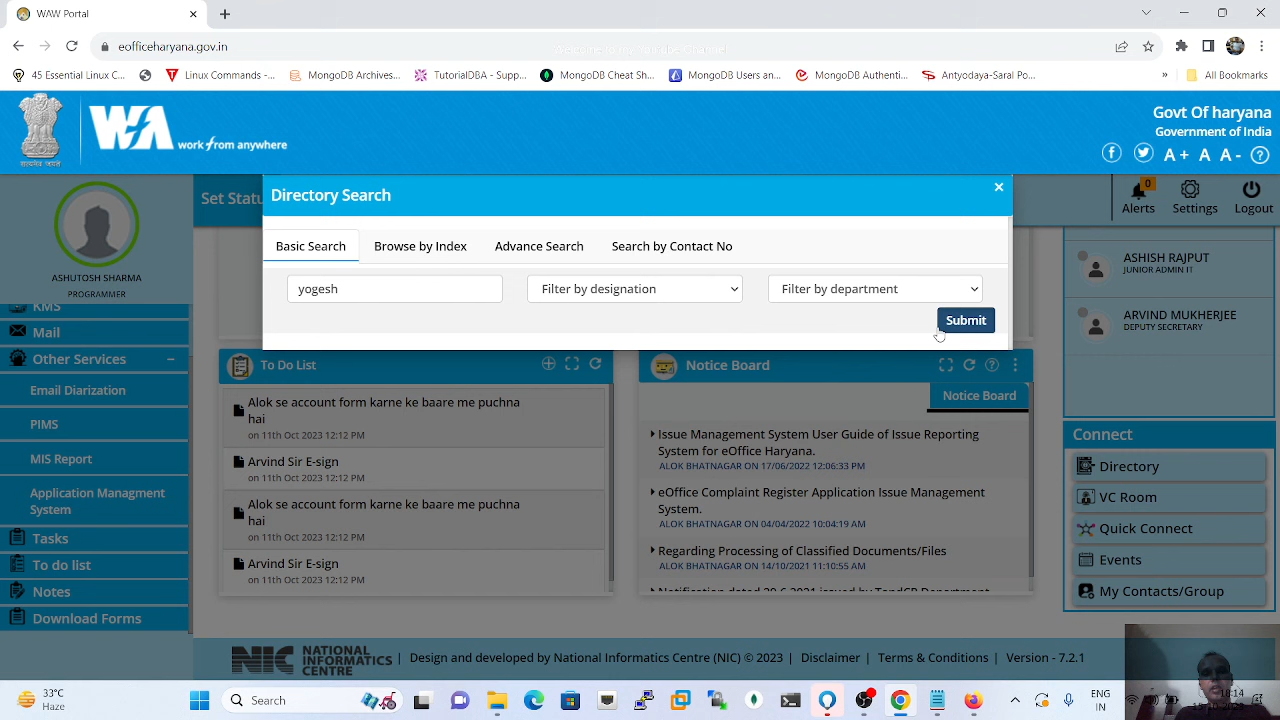 WAW Portal
eofficeharyana.gov.in
45 Essential Linux C...
Linux Commands -...
MongoDB Archives...
TutorialDBA - Supp...
MongoDB Cheat Sh...
MongoDB Users an...
MongoDB Authenti...
Antyodaya-Saral Po...
»
All Bookmarks
सत्यमेव जयते
WA work from anywhere
Govt Of haryana
Government of India
A + A A - ?
Set Statu
Directory Search
×
0
Alerts
Settings
Logout
Basic Search
Browse by Index
Advance Search
Search by Contact No
yogesh
Filter by designation
Filter by department
Submit
ASHUTOSH SHARMA
PROGRAMMER
KMS
Mail
Other Services
Email Diarization
PIMS
MIS Report
Application Managment
System
Tasks
To do list
Notes
Download Forms
To Do List
Alok se account form karne ke baare me puchna
hai
on 11th Oct 2023 12:12 PM
Arvind Sir E-sign
on 11th Oct 2023 12:12 PM
Alok se account form karne ke baare me puchna
hai
on 11th Oct 2023 12:12 PM
Arvind Sir E-sign
on 11th Oct 2023 12:12 PM
Notice Board
Notice Board
Issue Management System User Guide of Issue Reporting
System for eOffice Haryana.
ALOK BHATNAGAR ON 17/06/2022 12:06:33 PM
eOffice Complaint Register Application Issue Management
System.
ALOK BHATNAGAR ON 04/04/2022 10:04:19 AM
Regarding Processing of Classified Documents/Files
ALOK BHATNAGAR ON 14/10/2021 11:10:55 AM
ASHISH RAJPUT
JUNIOR ADMIN IT
ARVIND MUKHERJEE
DEPUTY SECRETARY
Connect
Directory
VC Room
Quick Connect
Events
My Contacts/Group
NIC NATIONAL
INFORMATICS
CENTRE
| Design and developed by National Informatics Centre (NIC) © 2023 | Disclaimer | Terms & Conditions | Version - 7.2.1
33°C
Haze
Search
ENG
IN